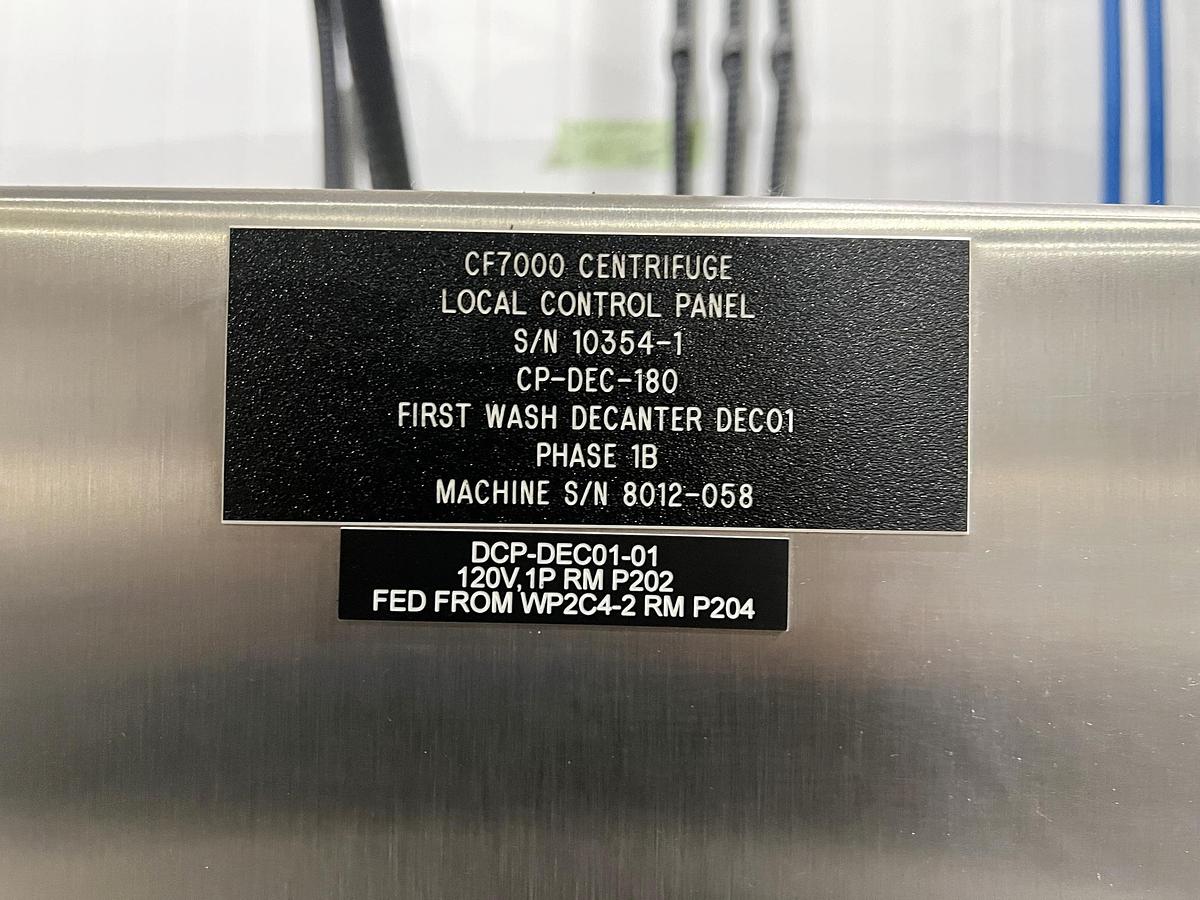 CF7000 CENTRIFUGE
LOCAL CONTROL PANEL
S/N 10354-1
CP-DEC-180
FIRST WASH DECANTER DEC01
PHASE 1B
MACHINE S/N 8012-058
DCP-DEC01-01
120V,1P RM P202
FED FROM WP2C4-2 RM P204